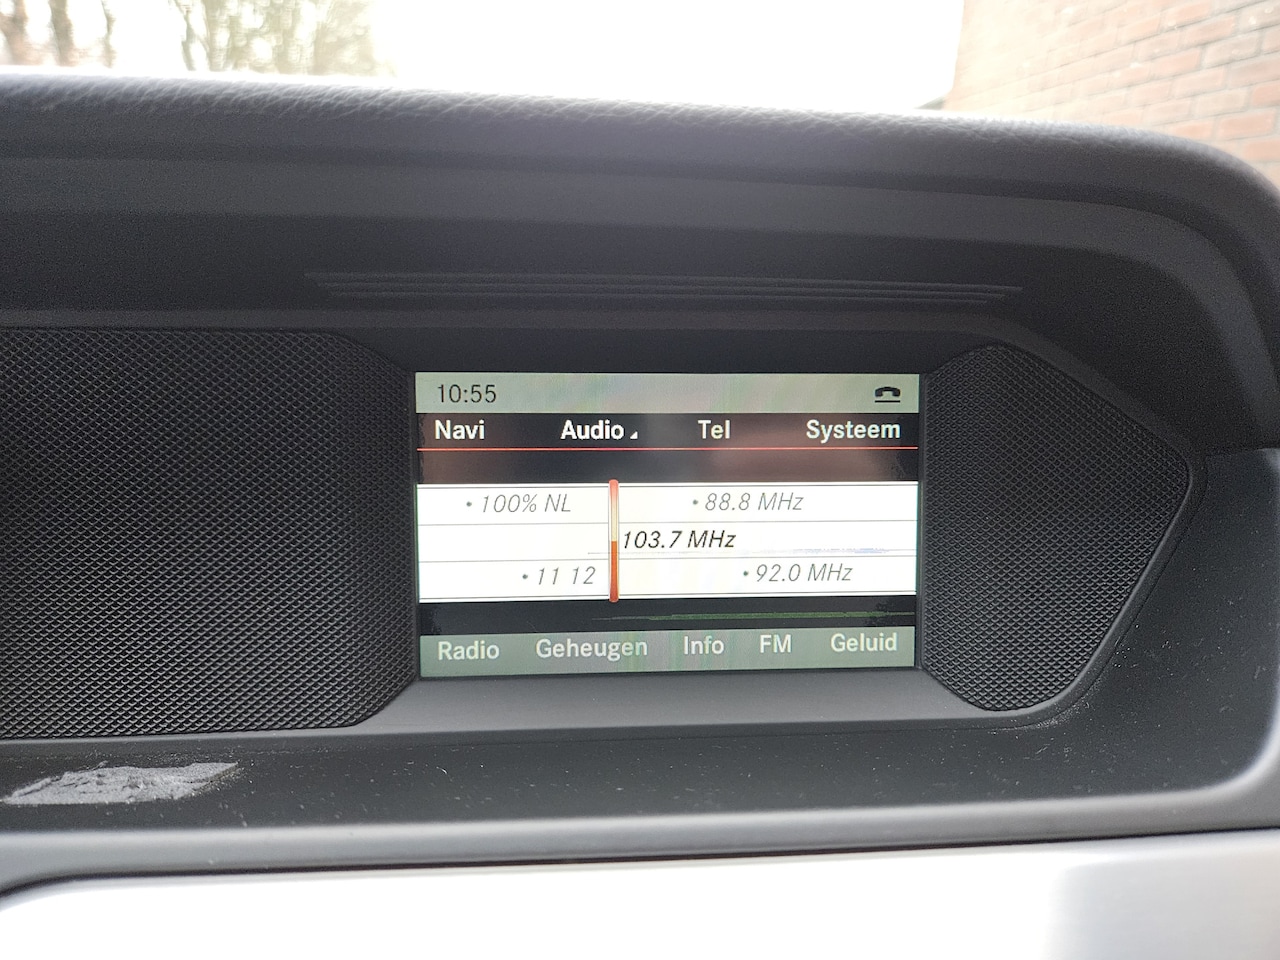 10:55
Navi Audio Tel Systeem
• 100% NL • 88.8 MHz
103.7 MHz
• 11 12 • 92.0 MHz
Radio Geheugen Info FM Geluid